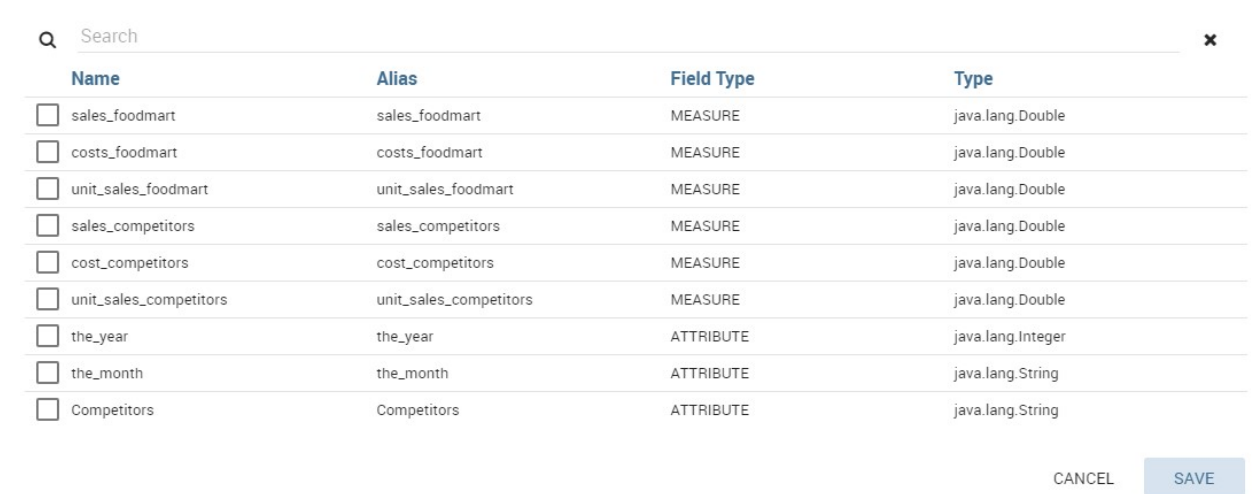 Search
Name Alias Field Type Type
sales_foodmart sales_foodmart MEASURE java.lang.Double
costs_foodmart costs_foodmart MEASURE java.lang.Double
unit_sales_foodmart unit_sales_foodmart MEASURE java.lang.Double
sales_competitors sales_competitors MEASURE java.lang.Double
cost_competitors cost_competitors MEASURE java.lang.Double
unit_sales_competitors unit_sales_competitors MEASURE java.lang.Double
the_year the_year ATTRIBUTE java.lang.Integer
the_month the_month ATTRIBUTE java.lang.String
Competitors Competitors ATTRIBUTE java.lang.String
CANCEL SAVE